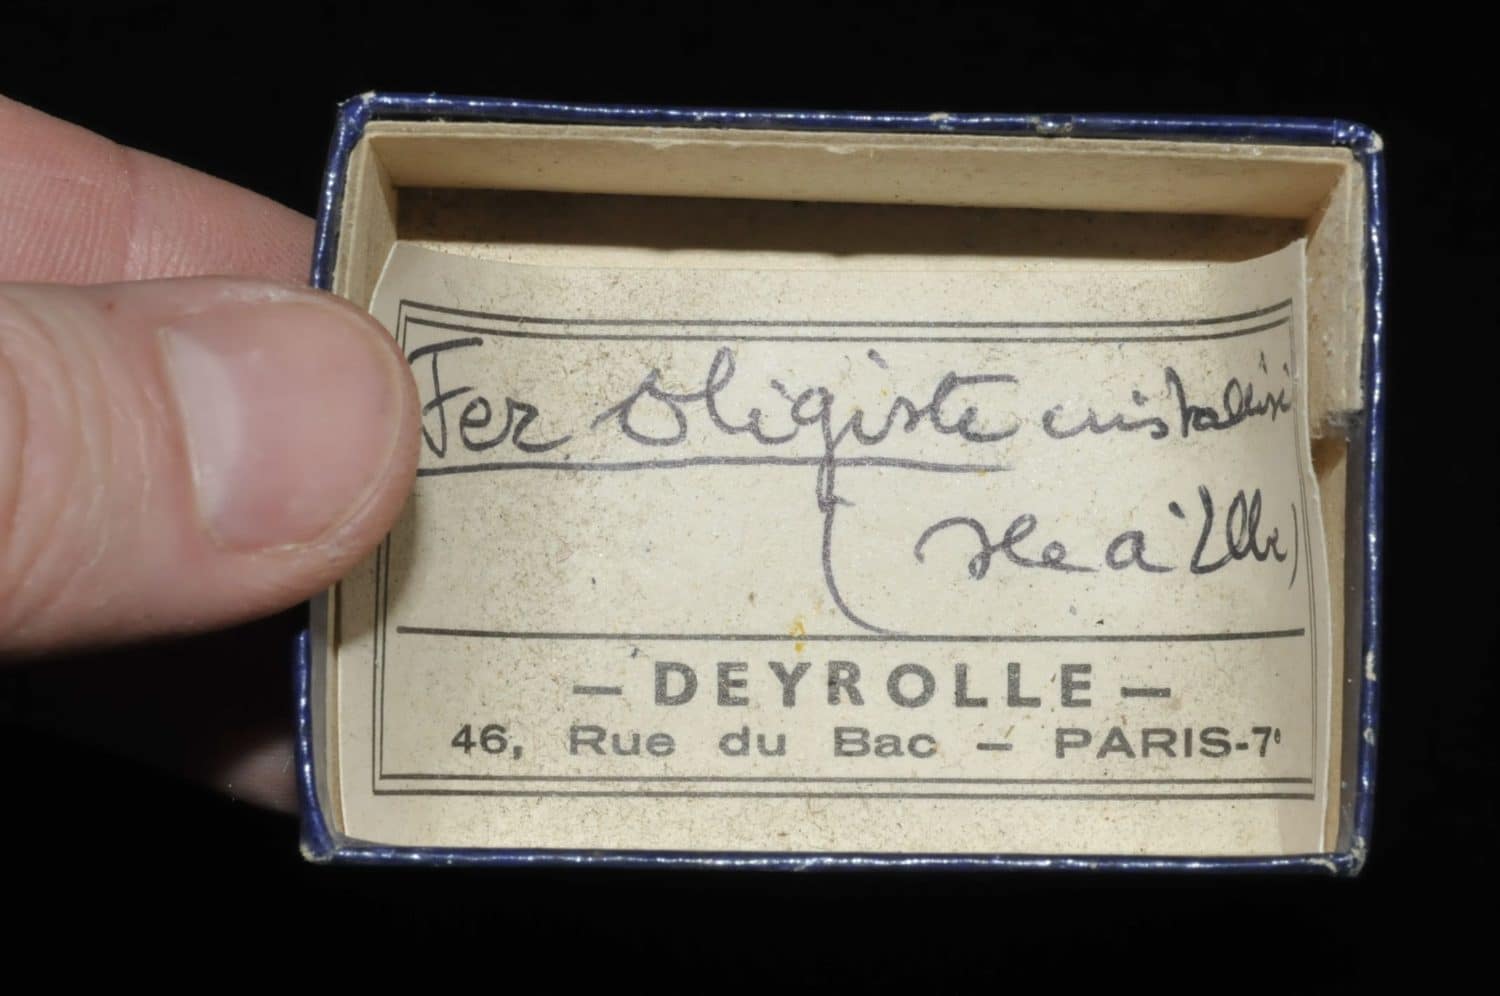 Fer oligiste cristallisé
Ile d'Elbe)
— DEYROLLE —
46, Rue du Bac — PARIS-7e